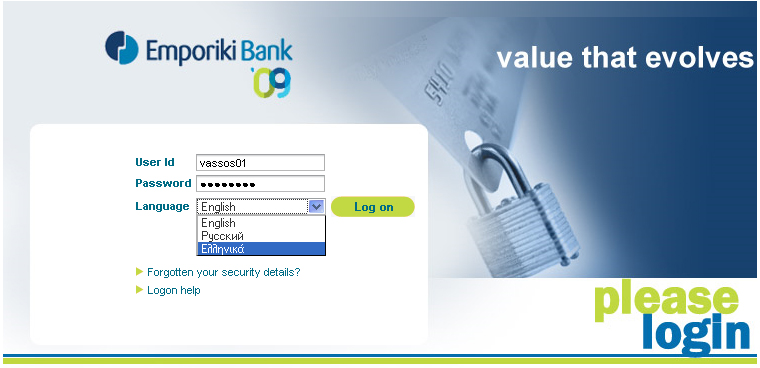 Emporiki Bank
'09
value that evolves
User Id vassos01
Password ••••••••
Language English
Log on
English
Русский
Ελληνικά
Forgotten your security details?
Logon help
5410
please
login